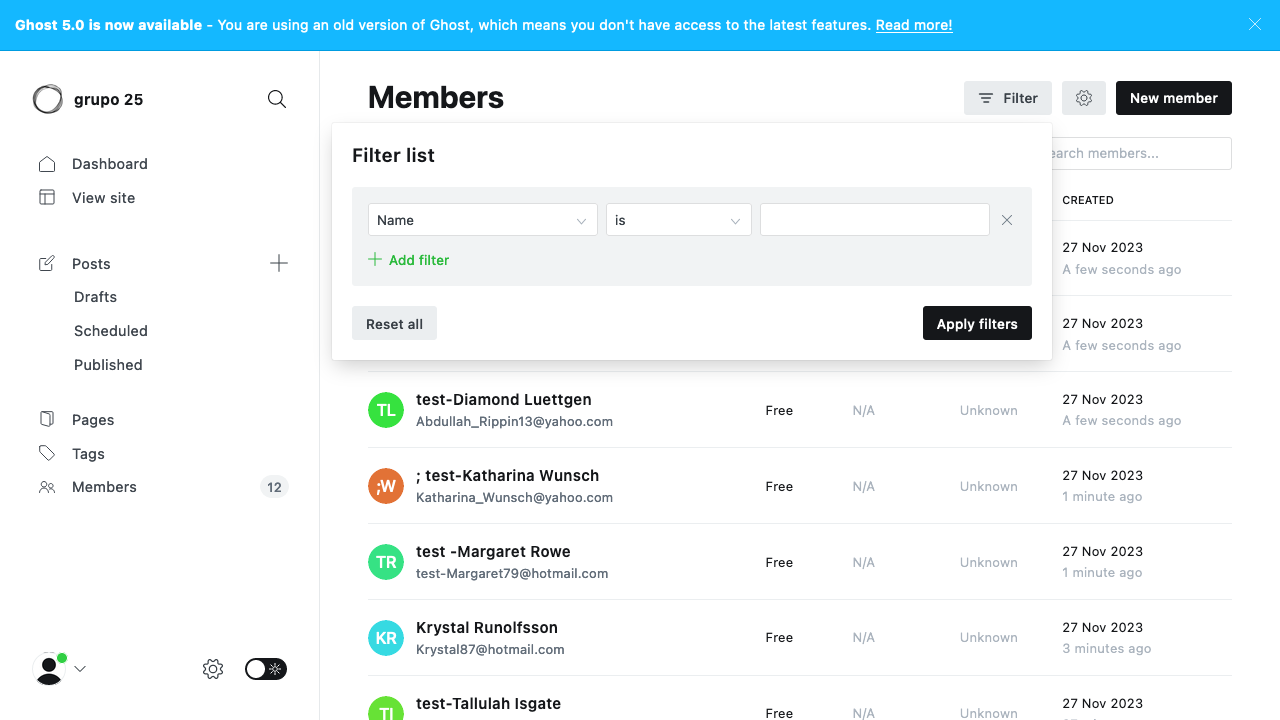 Ghost 5.0 is now available - You are using an old version of Ghost, which means you don't have access to the latest features. Read more!
grupo 25
Dashboard
View site
Posts
Drafts
Scheduled
Published
Pages
Tags
Members 12
Members
Filter
New member
Filter list
Name
is
Add filter
Reset all
Apply filters
members...
CREATED
27 Nov 2023
A few seconds ago
27 Nov 2023
A few seconds ago
TL
test-Diamond Luettgen
Abdullah_Rippin13@yahoo.com
Free N/A Unknown
27 Nov 2023
A few seconds ago
;W
; test-Katharina Wunsch
Katharina_Wunsch@yahoo.com
Free N/A Unknown
27 Nov 2023
1 minute ago
TR
test -Margaret Rowe
test-Margaret79@hotmail.com
Free N/A Unknown
27 Nov 2023
1 minute ago
KR
Krystal Runolfsson
Krystal87@hotmail.com
Free N/A Unknown
27 Nov 2023
3 minutes ago
TI
test-Tallulah Isgate
Free N/A Unknown
27 Nov 2023